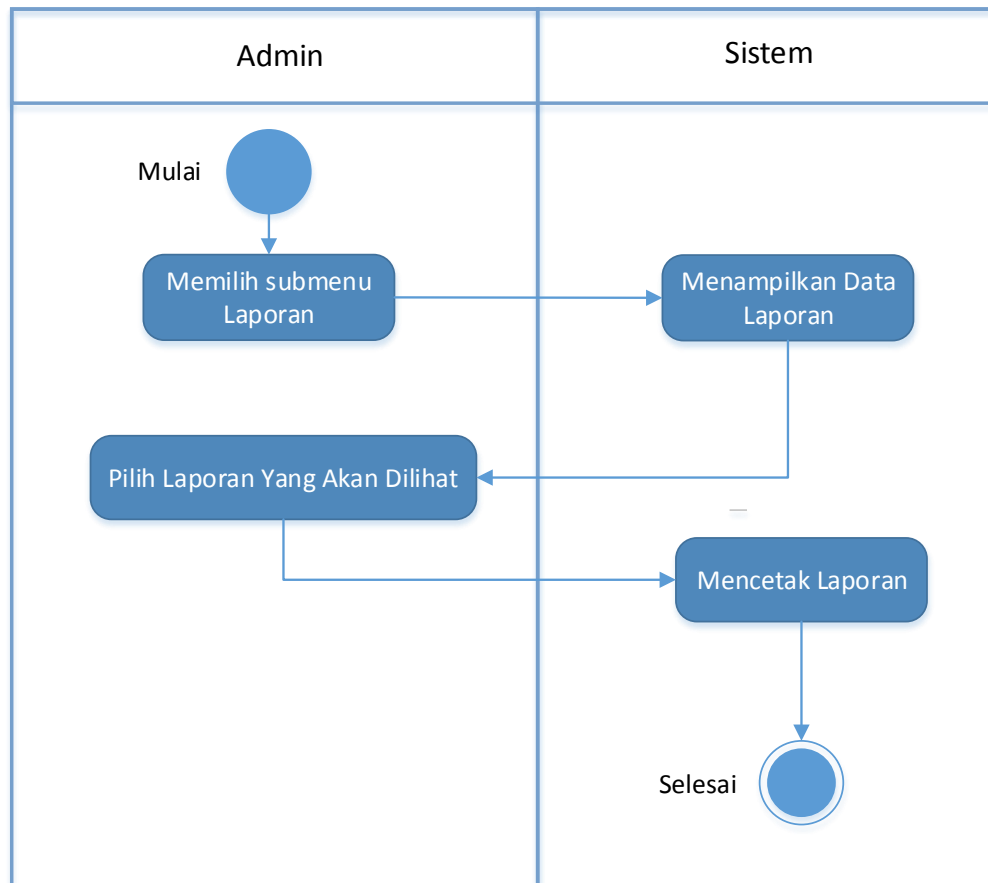 Admin
Sistem
Mulai
Memilih submenu
Laporan
Menampilkan Data
Laporan
Pilih Laporan Yang Akan Dilihat
Mencetak Laporan
Selesai